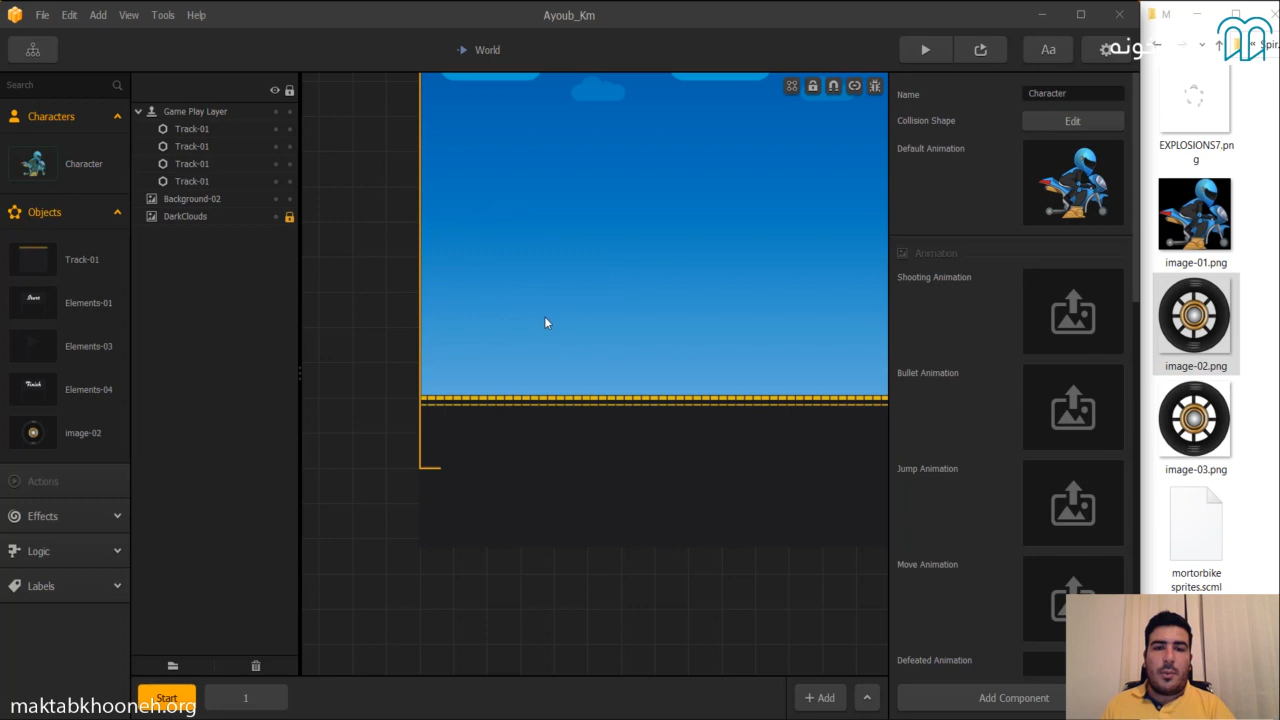 File Edit Add View Tools Help
Ayoub_Km
World
Aa
Search
Characters
Character
Objects
Track-01
Elements-01
Elements-03
Elements-04
image-02
Actions
Effects
Logic
Labels
Game Play Layer
Track-01
Track-01
Track-01
Track-01
Background-02
DarkClouds
Start
1
+ Add
Name
Character
Collision Shape
Edit
Default Animation
Animation
Shooting Animation
Bullet Animation
Jump Animation
Move Animation
Defeated Animation
Add Component
M
« Spir
EXPLOSIONS7.pn
g
image-01.png
image-02.png
image-03.png
mortorbike
sprites.scml
maktabkhooneh.org